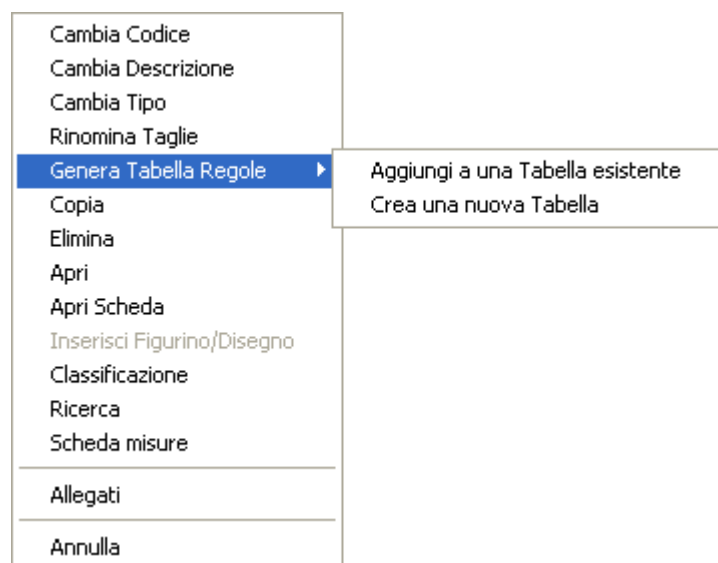 Cambia Codice
Cambia Descrizione
Cambia Tipo
Rinomina Taglie
Genera Tabella Regole
Aggiungi a una Tabella esistente
Copia
Crea una nuova Tabella
Elimina
Apri
Apri Scheda
Inserisci Figurino/Disegno
Classificazione
Ricerca
Scheda misure
Allegati
Annulla